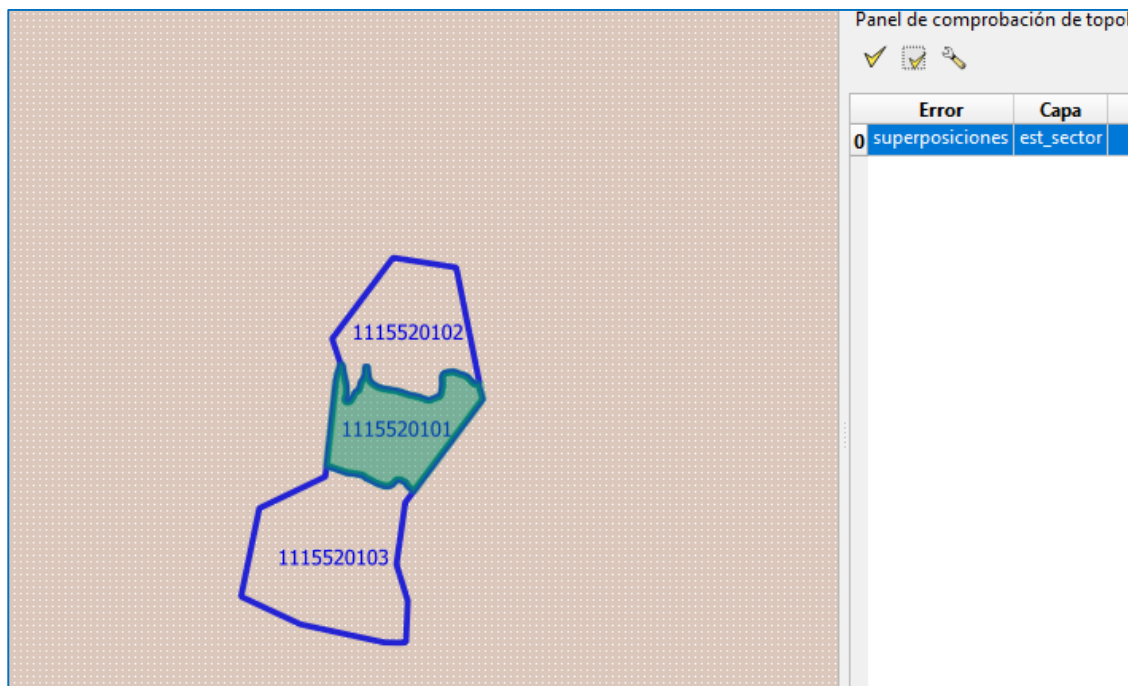 Panel de comprobación de topol
Error Capa
0 superposiciones est_sector
1115520102
1115520101
1115520103